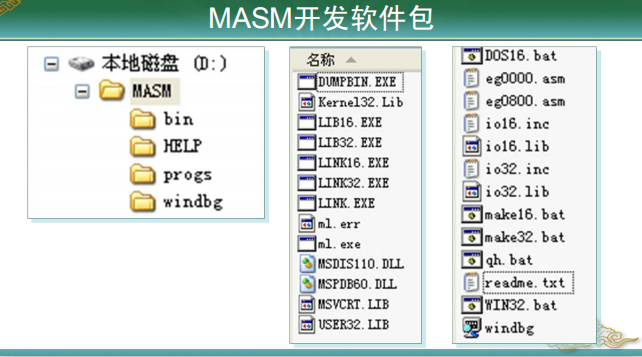 MASM开发软件包
本地磁盘 (D:)
MASM
bin
HELP
progs
windbg
名称
DUMPBIN.EXE
Kernel32.Lib
LIB16.EXE
LIB32.EXE
LINK16.EXE
LINK32.EXE
LINK.EXE
ml.err
ml.exe
MSDIS110.DLL
MSPDB60.DLL
MSVCRT.LIB
USER32.LIB
DOS16.bat
eg0000.asm
eg0800.asm
io16.inc
io16.lib
io32.inc
io32.lib
make16.bat
make32.bat
qh.bat
readme.txt
WIN32.bat
windbg